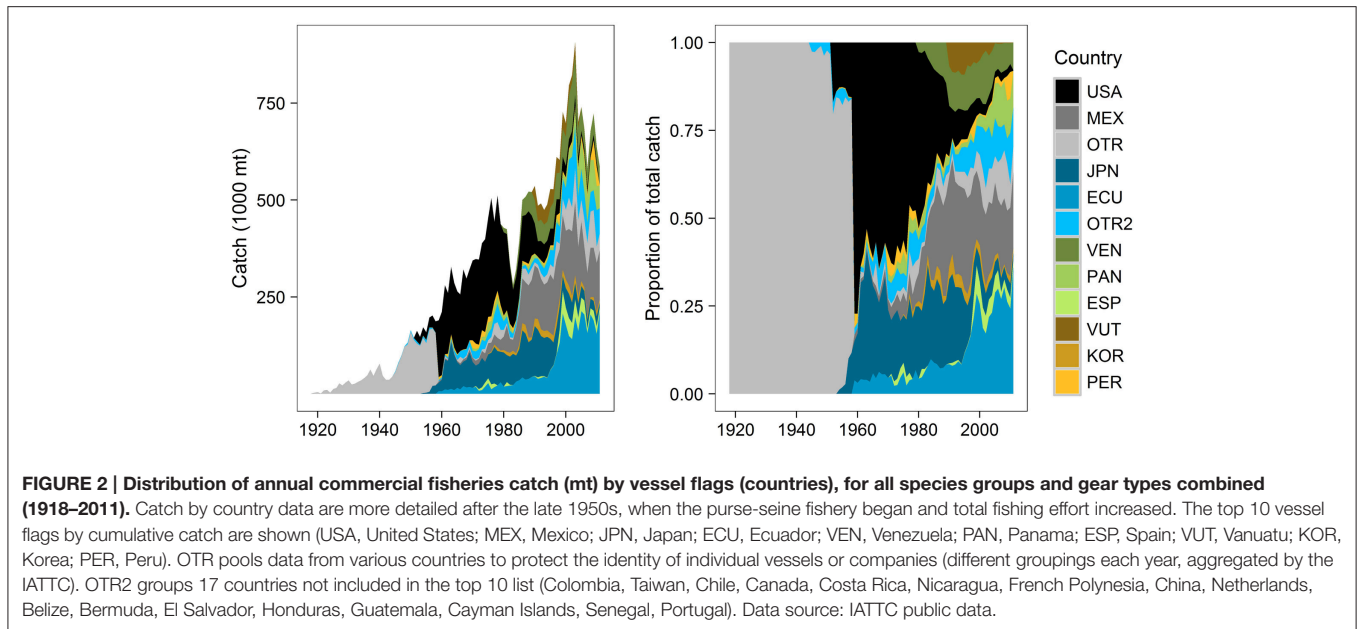 Catch (1000 mt)
750
500
250
1920 1940 1960 1980 2000
Proportion of total catch
1.00
0.75
0.50
0.25
0.00
1920 1940 1960 1980 2000
Country
USA
MEX
OTR
JPN
ECU
OTR2
VEN
PAN
ESP
VUT
KOR
PER
FIGURE 2 | Distribution of annual commercial fisheries catch (mt) by vessel flags (countries), for all species groups and gear types combined
(1918–2011). Catch by country data are more detailed after the late 1950s, when the purse-seine fishery began and total fishing effort increased. The top 10 vessel
flags by cumulative catch are shown (USA, United States; MEX, Mexico; JPN, Japan; ECU, Ecuador; VEN, Venezuela; PAN, Panama; ESP, Spain; VUT, Vanuatu; KOR,
Korea; PER, Peru). OTR pools data from various countries to protect the identity of individual vessels or companies (different groupings each year, aggregated by the
IATTC). OTR2 groups 17 countries not included in the top 10 list (Colombia, Taiwan, Chile, Canada, Costa Rica, Nicaragua, French Polynesia, China, Netherlands,
Belize, Bermuda, El Salvador, Honduras, Guatemala, Cayman Islands, Senegal, Portugal). Data source: IATTC public data.